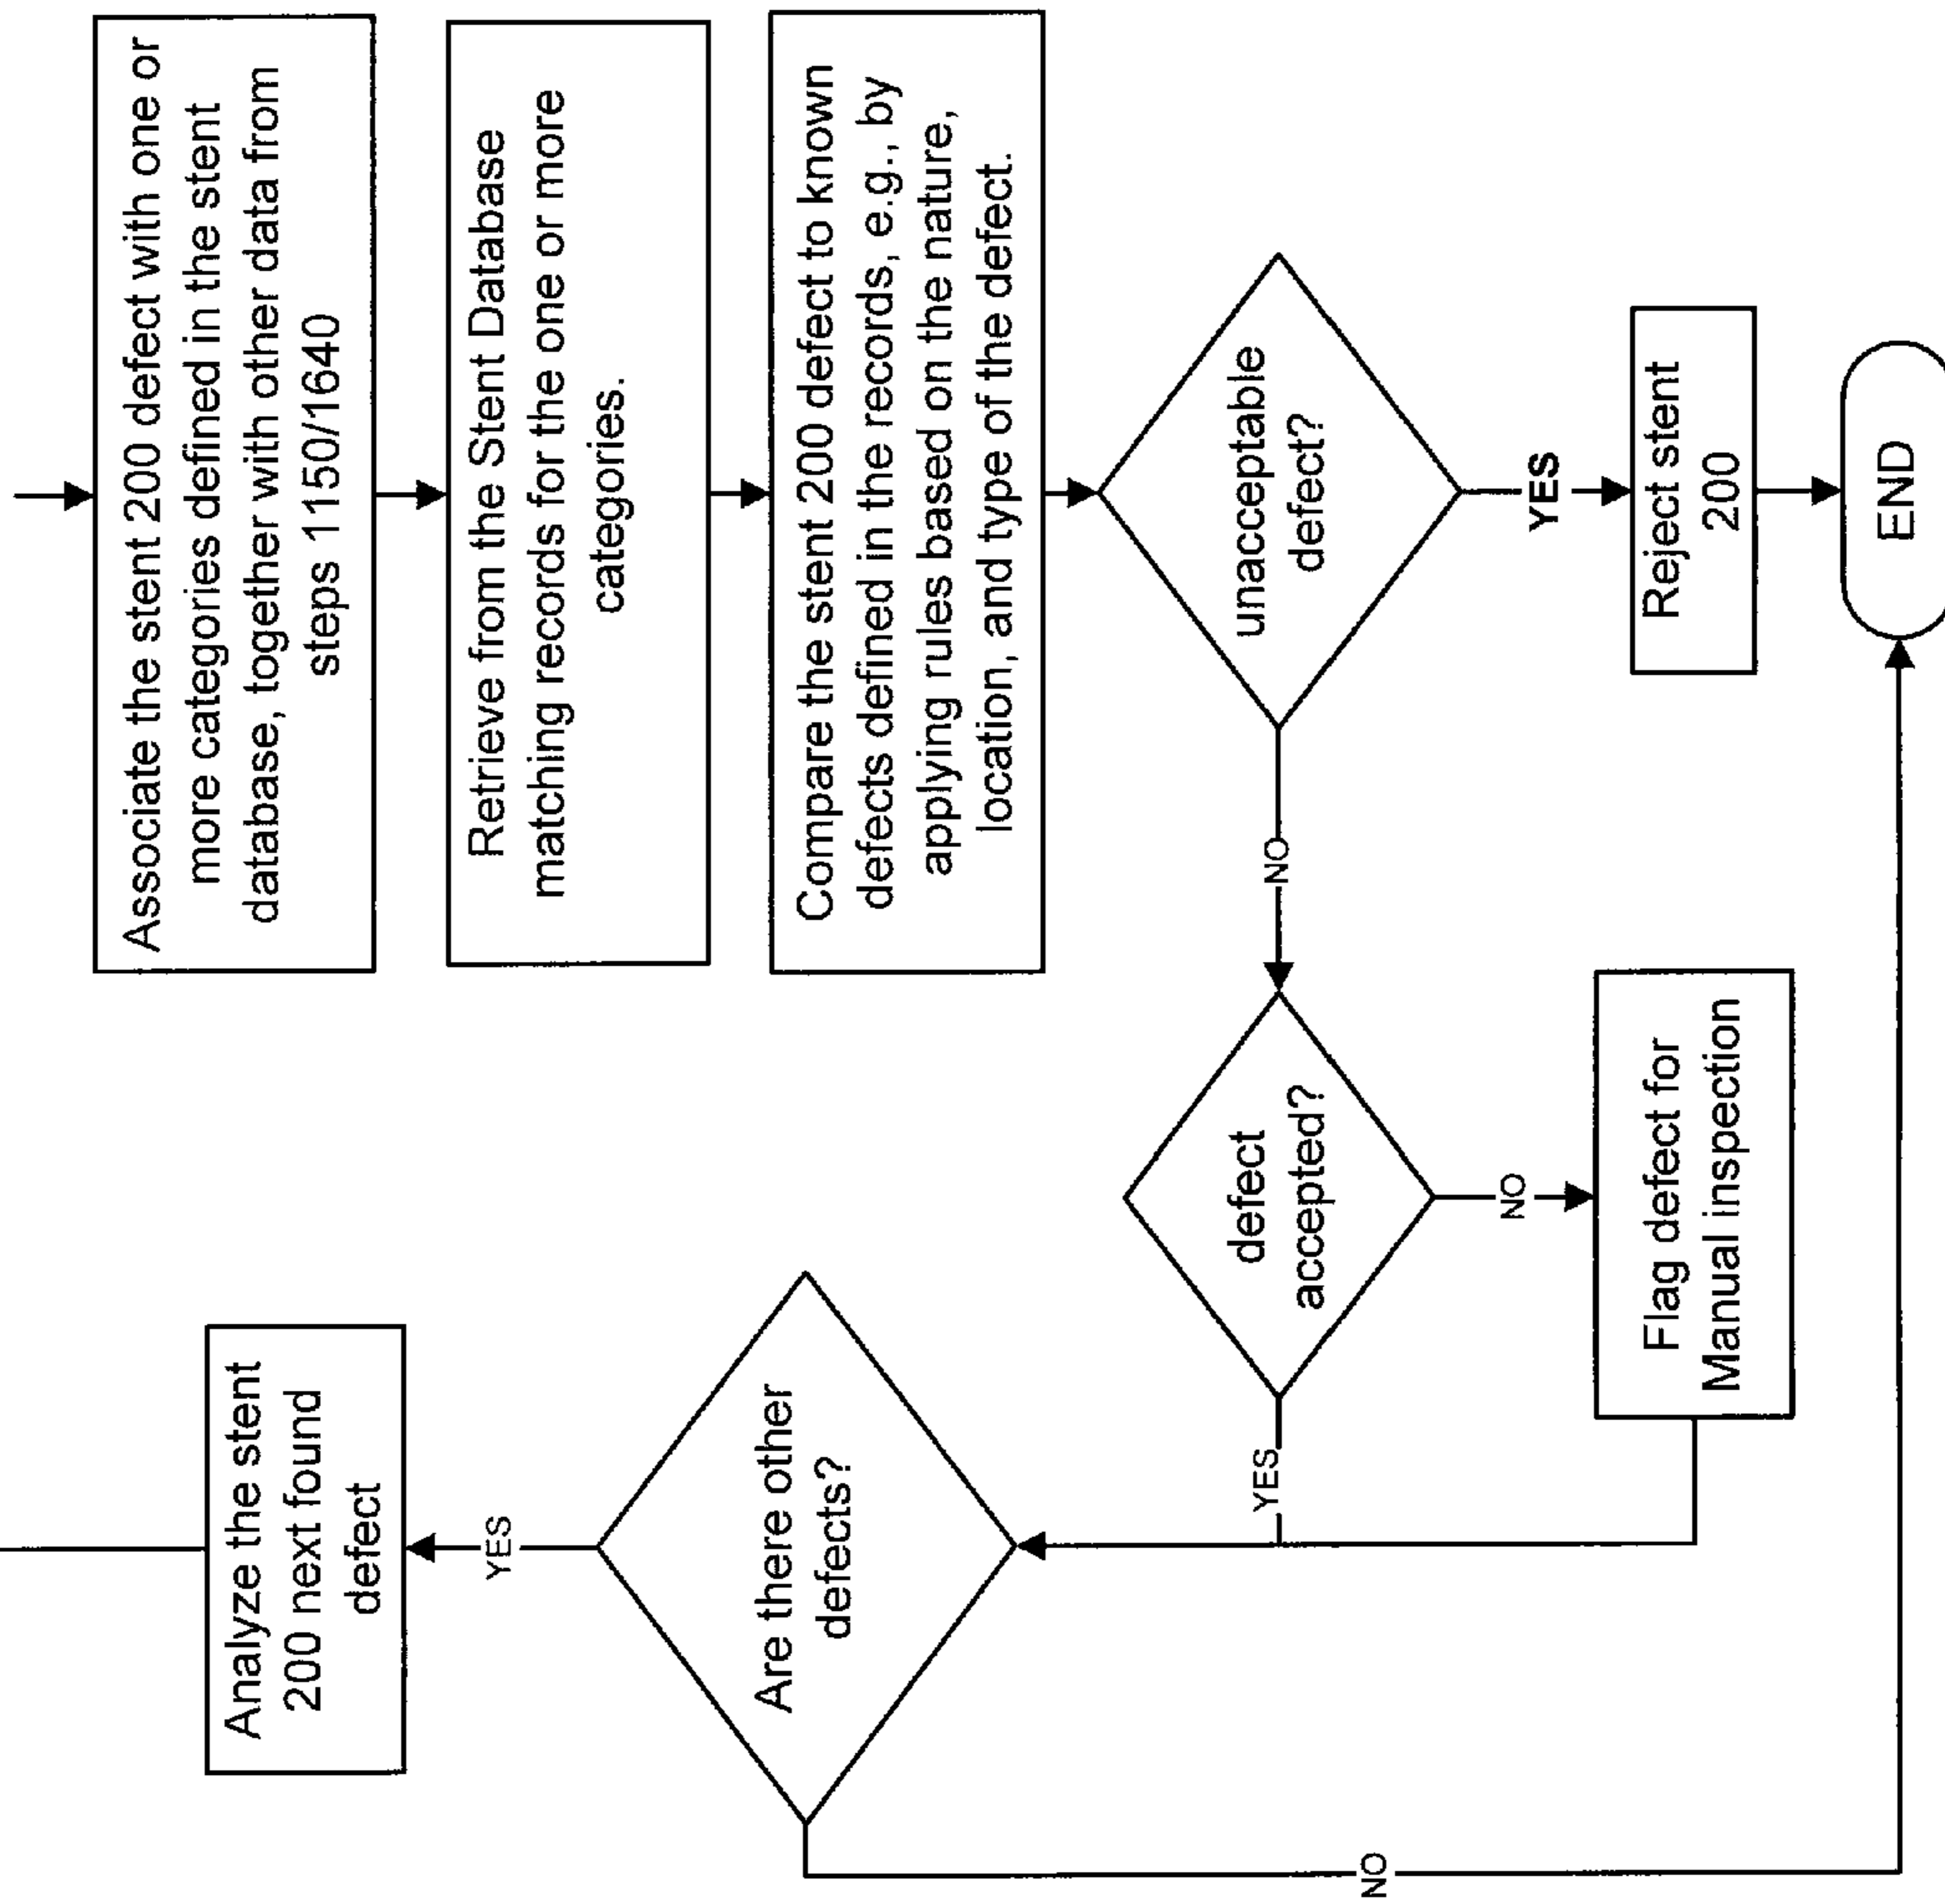 Associate the stent 200 defect with one or
more categories defined in the stent
database, together with other data from
steps 1150/1640
Retrieve from the Stent Database
matching records for the one or more
categories.
Compare the stent 200 defect to known
defects defined in the records, e.g., by
applying rules based on the nature,
location, and type of the defect.
unacceptable
defect?
YES
Reject stent
200
END
NO
defect
accepted?
NO
Flag defect for
Manual inspection
YES
Are there other
defects?
YES
Analyze the stent
200 next found
defect
NO